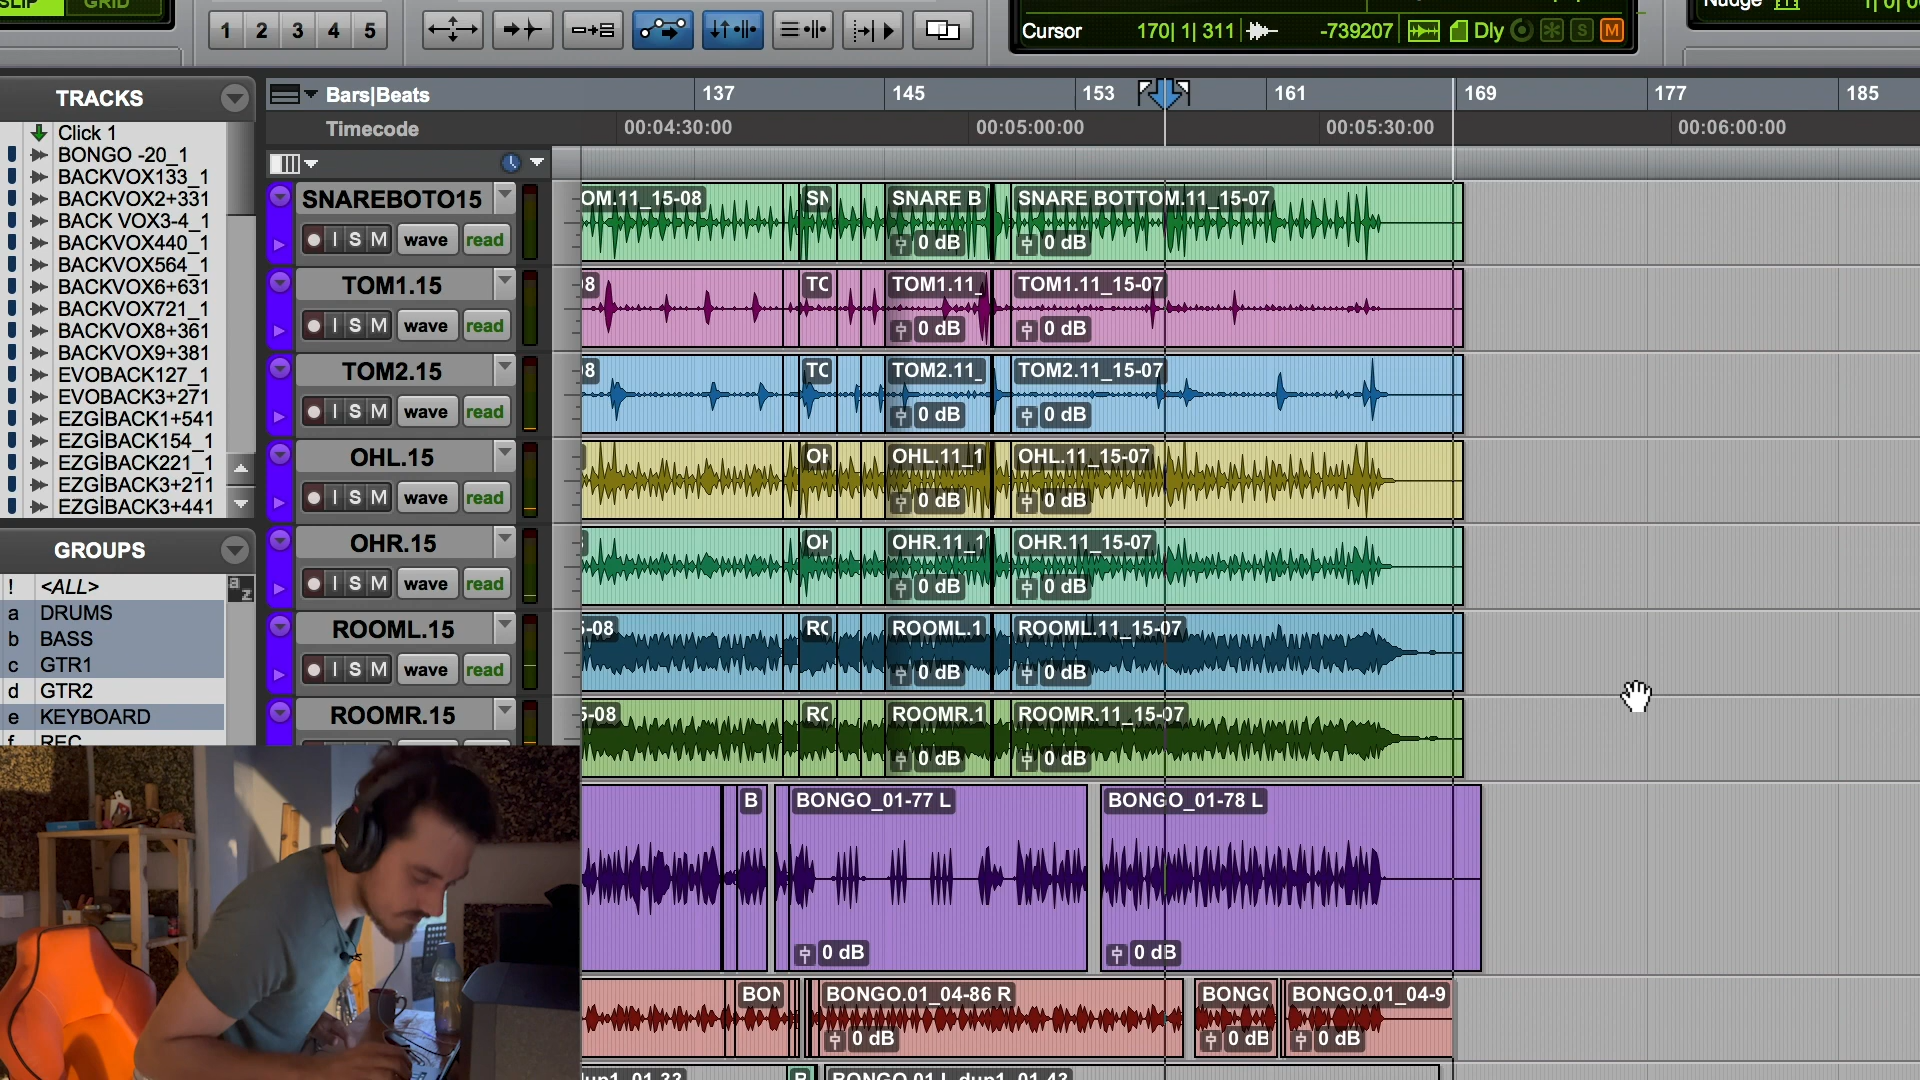 SLIP GRID
1 2 3 4 5
Cursor 170| 1| 311 -739207 Dly S M
Nudge
TRACKS
Click 1
BONGO -20_1
BACKVOX133_1
BACKVOX2+331
BACK VOX3-4_1
BACKVOX440_1
BACKVOX564_1
BACKVOX6+631
BACKVOX721_1
BACKVOX8+361
BACKVOX9+381
EVOBACK127_1
EVOBACK3+271
EZGİBACK1+541
EZGİBACK154_1
EZGİBACK221_1
EZGİBACK3+211
EZGİBACK3+441
GROUPS
! <ALL>
a DRUMS
b BASS
c GTR1
d GTR2
e KEYBOARD
f REC
a z
Bars|Beats 137 145 153 161 169 177 185
Timecode 00:04:30:00 00:05:00:00 00:05:30:00 00:06:00:00
SNAREBOTO15 OM.11_15-08 SN SNARE B SNARE BOTTOM.11_15-07
I S M wave read 0 dB 0 dB
TOM1.15 08 TO TOM1.11_ TOM1.11_15-07
I S M wave read 0 dB 0 dB
TOM2.15 08 TO TOM2.11_ TOM2.11_15-07
I S M wave read 0 dB 0 dB
OHL.15 OH OHL.11_1 OHL.11_15-07
I S M wave read 0 dB 0 dB
OHR.15 OH OHR.11_1 OHR.11_15-07
I S M wave read 0 dB 0 dB
ROOML.15 5-08 RO ROOML.1 ROOML.11_15-07
I S M wave read 0 dB 0 dB
ROOMR.15 5-08 RO ROOMR.1 ROOMR.11_15-07
0 dB 0 dB
B BONGO_01-77 L BONGO_01-78 L
0 dB 0 dB
BON BONGO.01_04-86 R BONGO BONGO.01_04-9
0 dB 0 dB 0 dB
dup1_01-33 B BONGO.01.L_dup1_01-43